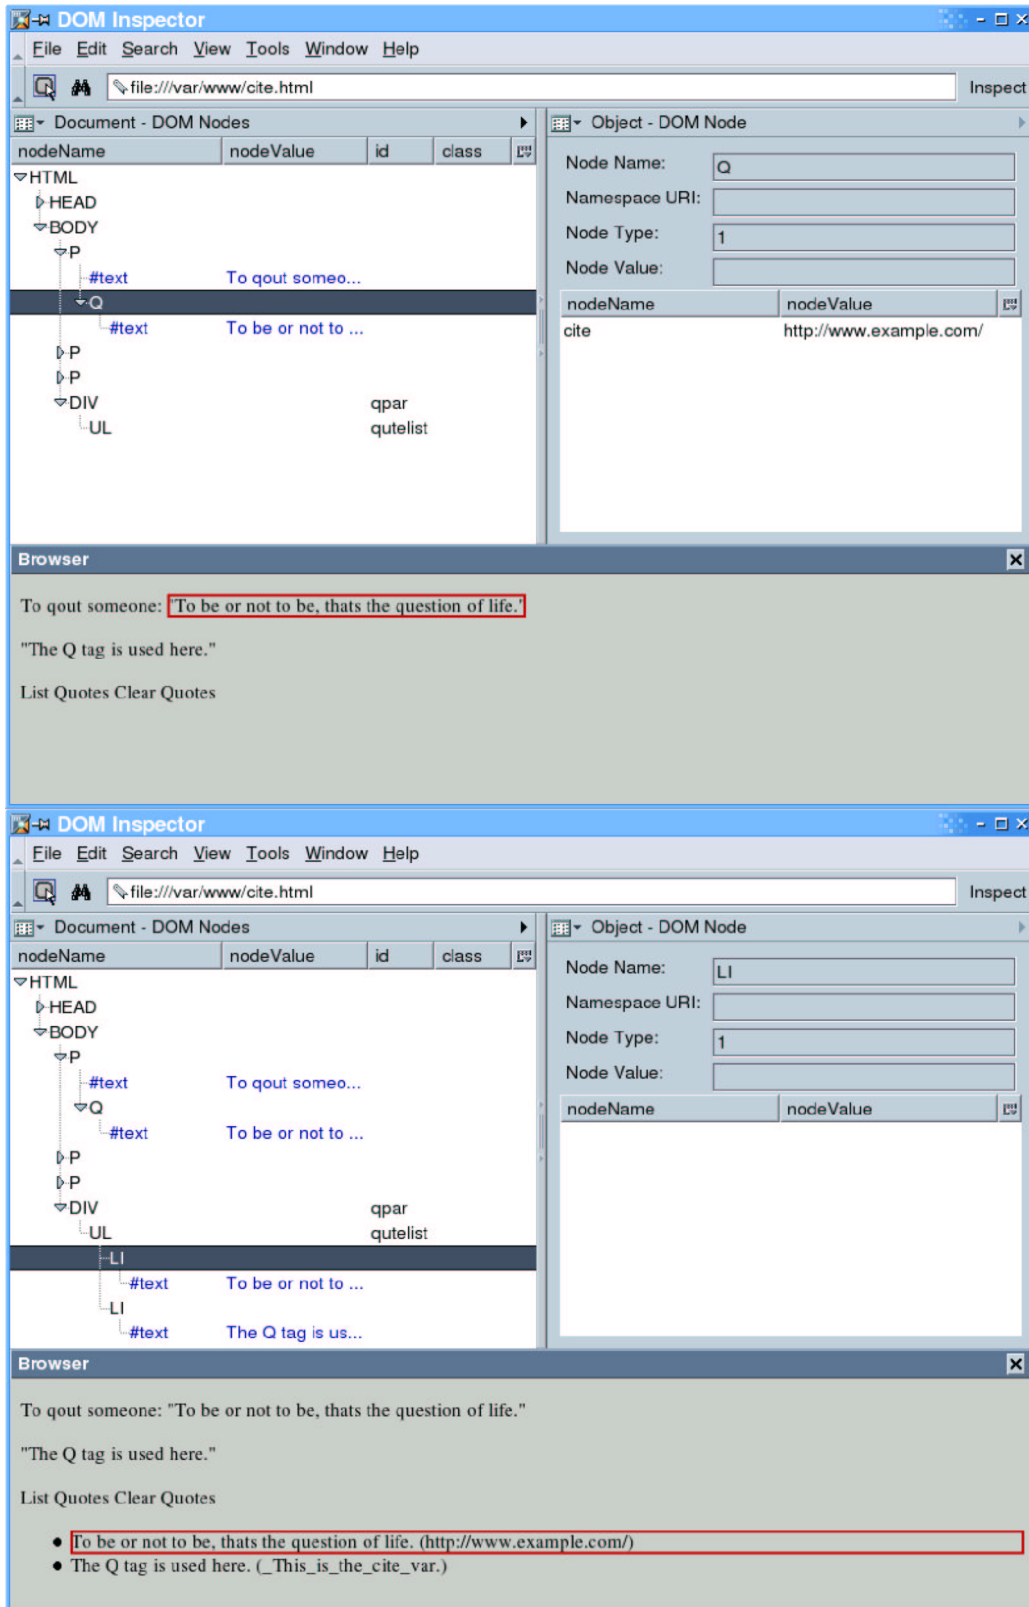 DOM Inspector
File Edit Search View Tools Window Help
file:///var/www/cite.html Inspect
Document - DOM Nodes
nodeName nodeValue id class
HTML
HEAD
BODY
P
#text To qout someo...
Q
#text To be or not to ...
P
P
DIV qpar
UL qutelist
Object - DOM Node
Node Name: Q
Namespace URI:
Node Type: 1
Node Value:
nodeName nodeValue
cite http://www.example.com/
Browser
To qout someone: "To be or not to be, thats the question of life."
"The Q tag is used here."
List Quotes Clear Quotes
DOM Inspector
File Edit Search View Tools Window Help
file:///var/www/cite.html Inspect
Document - DOM Nodes
nodeName nodeValue id class
HTML
HEAD
BODY
P
#text To qout someo...
Q
#text To be or not to ...
P
P
DIV qpar
UL qutelist
LI
#text To be or not to ...
LI
#text The Q tag is us...
Object - DOM Node
Node Name: LI
Namespace URI:
Node Type: 1
Node Value:
nodeName nodeValue
Browser
To qout someone: "To be or not to be, thats the question of life."
"The Q tag is used here."
List Quotes Clear Quotes
To be or not to be, thats the question of life. (http://www.example.com/)
The Q tag is used here. (_This_is_the_cite_var.)